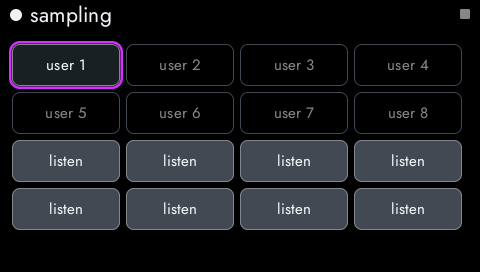 sampling
user 1 user 2 user 3 user 4
user 5 user 6 user 7 user 8
listen listen listen listen
listen listen listen listen